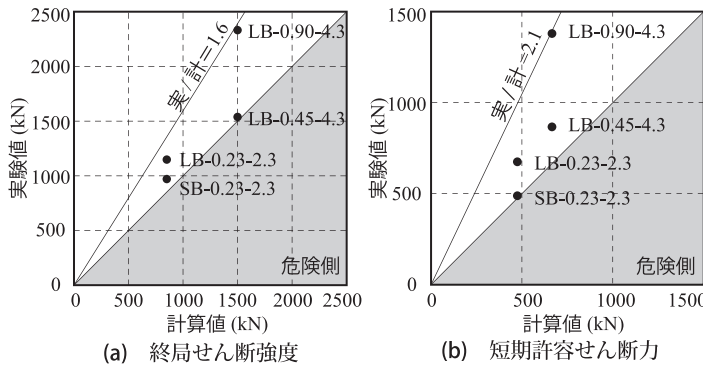 2500
2000
1500
1000
500
0
実験値 (kN)
実/計＝1.6
LB-0.90-4.3
LB-0.45-4.3
LB-0.23-2.3
SB-0.23-2.3
危険側
0 500 1000 1500 2000 2500
計算値 (kN)
(a) 終局せん断強度
1500
1000
500
0
実験値 (kN)
実/計＝2.1
LB-0.90-4.3
LB-0.45-4.3
LB-0.23-2.3
SB-0.23-2.3
危険側
0 500 1000 1500
計算値 (kN)
(b) 短期許容せん断力